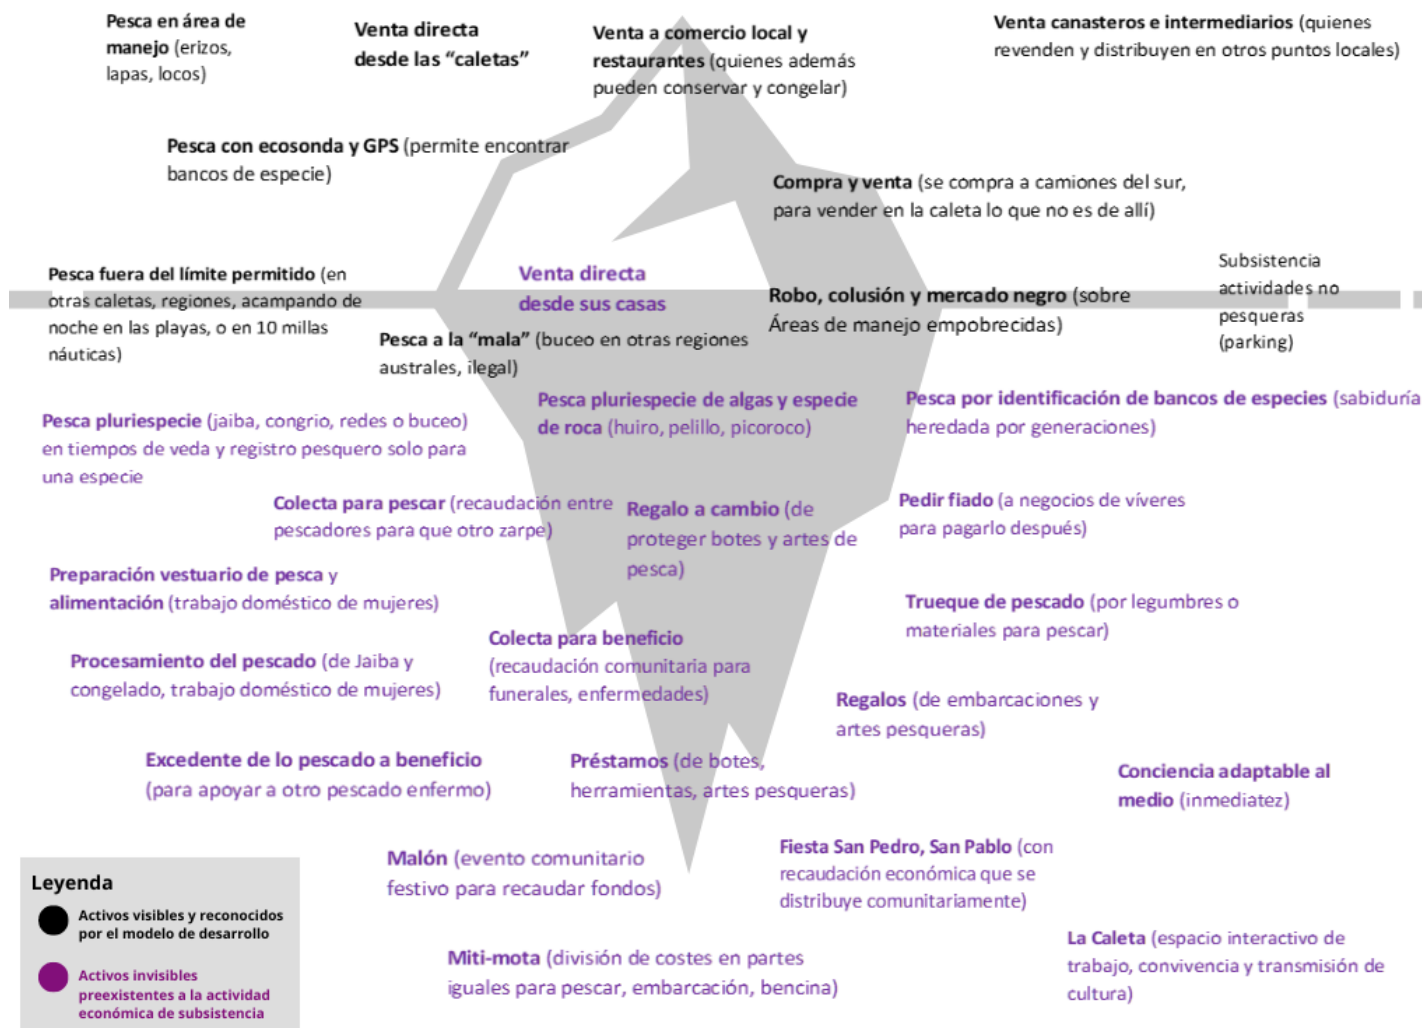 Pesca en área de
manejo (erizos,
lapas, locos)
Venta directa
desde las “caletas”
Venta a comercio local y
restaurantes (quienes además
pueden conservar y congelar)
Venta canasteros e intermediarios (quienes
revenden y distribuyen en otros puntos locales)
Pesca con ecosonda y GPS (permite encontrar
bancos de especie)
Compra y venta (se compra a camiones del sur,
para vender en la caleta lo que no es de allí)
Pesca fuera del límite permitido (en
otras caletas, regiones, acampando de
noche en las playas, o en 10 millas
náuticas)
Venta directa
desde sus casas
Robo, colusión y mercado negro (sobre
Áreas de manejo empobrecidas)
Subsistencia
actividades no
pesqueras
(parking)
Pesca a la “mala” (buceo en otras regiones
australes, ilegal)
Pesca pluriespecie (jaiba, congrio, redes o buceo)
en tiempos de veda y registro pesquero solo para
una especie
Pesca pluriespecie de algas y especie
de roca (huiro, pelillo, picoroco)
Pesca por identificación de bancos de especies (sabiduría
heredada por generaciones)
Colecta para pescar (recaudación entre
pescadores para que otro zarpe)
Regalo a cambio (de
proteger botes y artes de
pesca)
Pedir fiado (a negocios de víveres
para pagarlo después)
Preparación vestuario de pesca y
alimentación (trabajo doméstico de mujeres)
Trueque de pescado (por legumbres o
materiales para pescar)
Colecta para beneficio
(recaudación comunitaria para
funerales, enfermedades)
Procesamiento del pescado (de Jaiba y
congelado, trabajo doméstico de mujeres)
Regalos (de embarcaciones y
artes pesqueras)
Excedente de lo pescado a beneficio
(para apoyar a otro pescado enfermo)
Préstamos (de botes,
herramientas, artes pesqueras)
Conciencia adaptable al
medio (inmediatez)
Malón (evento comunitario
festivo para recaudar fondos)
Fiesta San Pedro, San Pablo (con
recaudación económica que se
distribuye comunitariamente)
Miti-mota (división de costes en partes
iguales para pescar, embarcación, bencina)
La Caleta (espacio interactivo de
trabajo, convivencia y transmisión de
cultura)
Leyenda
Activos visibles y reconocidos
por el modelo de desarrollo
Activos invisibles
preexistentes a la actividad
económica de subsistencia